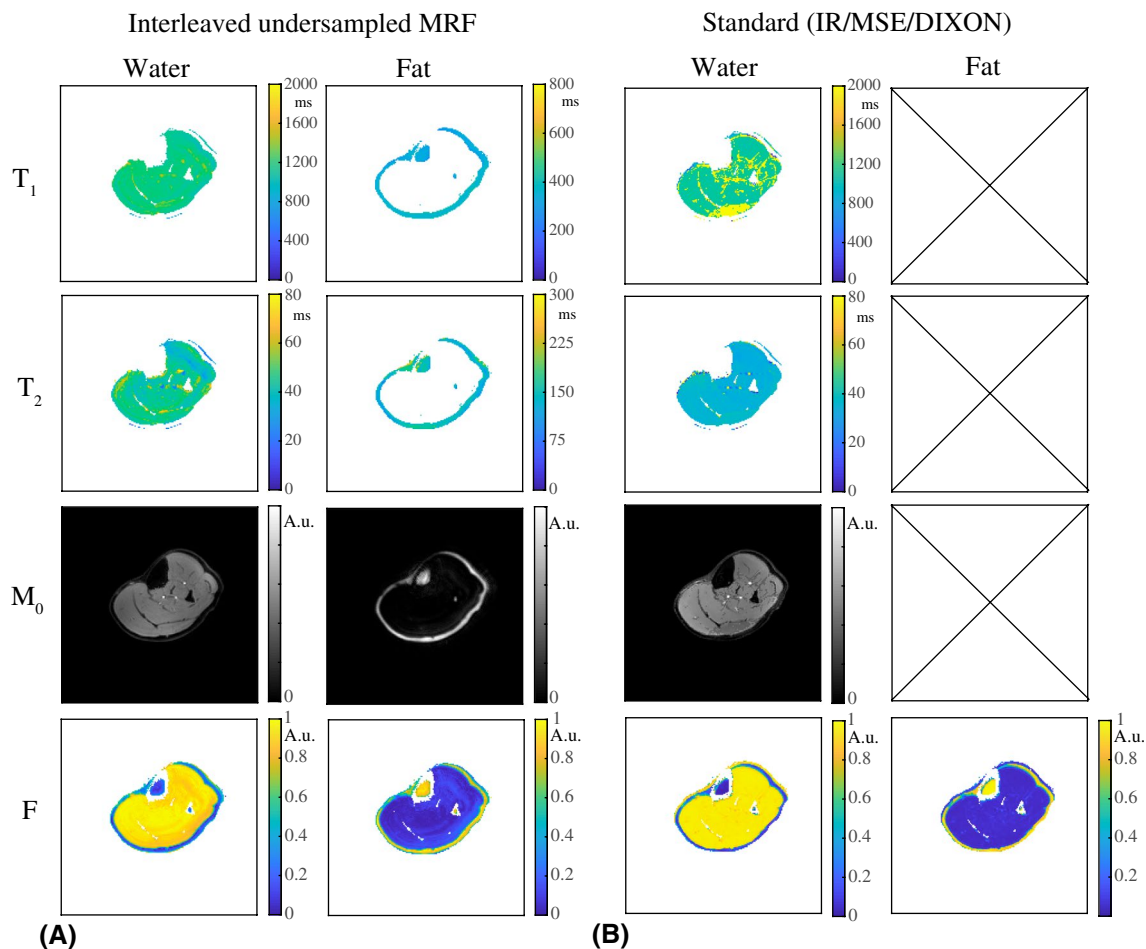 Interleaved undersampled MRF
Standard (IR/MSE/DIXON)
Water
Fat
Water
Fat
T1
2000
ms
1600
1200
800
400
0
800
ms
600
400
200
0
2000
ms
1600
1200
800
400
0
T2
80
ms
60
40
20
0
300
ms
225
150
75
0
80
ms
60
40
20
0
M0
A.u.
0
A.u.
0
A.u.
0
F
1
A.u.
0.8
0.6
0.4
0.2
0
1
A.u.
0.8
0.6
0.4
0.2
0
1
A.u.
0.8
0.6
0.4
0.2
0
1
A.u.
0.8
0.6
0.4
0.2
(A)
(B)